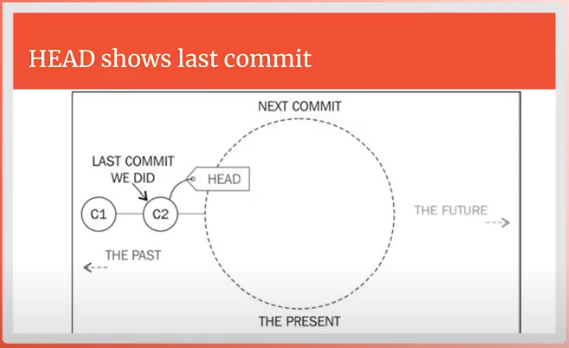 HEAD shows last commit
NEXT COMMIT
LAST COMMIT
WE DID
HEAD
C1
C2
THE FUTURE
THE PAST
THE PRESENT